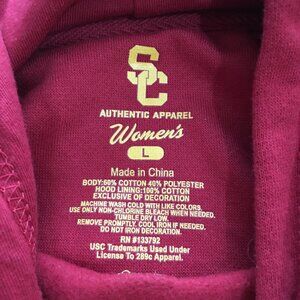 SC
AUTHENTIC APPAREL
Women's
L
Made in China
BODY:60% COTTON 40% POLYESTER
HOOD LINING:100% COTTON
EXCLUSIVE OF DECORATION
MACHINE WASH COLD WITH LIKE COLORS.
USE ONLY NON-CHLORINE BLEACH WHEN NEEDED.
TUMBLE DRY LOW.
REMOVE PROMPTLY. COOL IRON IF NEEDED.
DO NOT IRON DECORATION.
RN #133792
USC Trademarks Used Under
License To 289c Apparel.